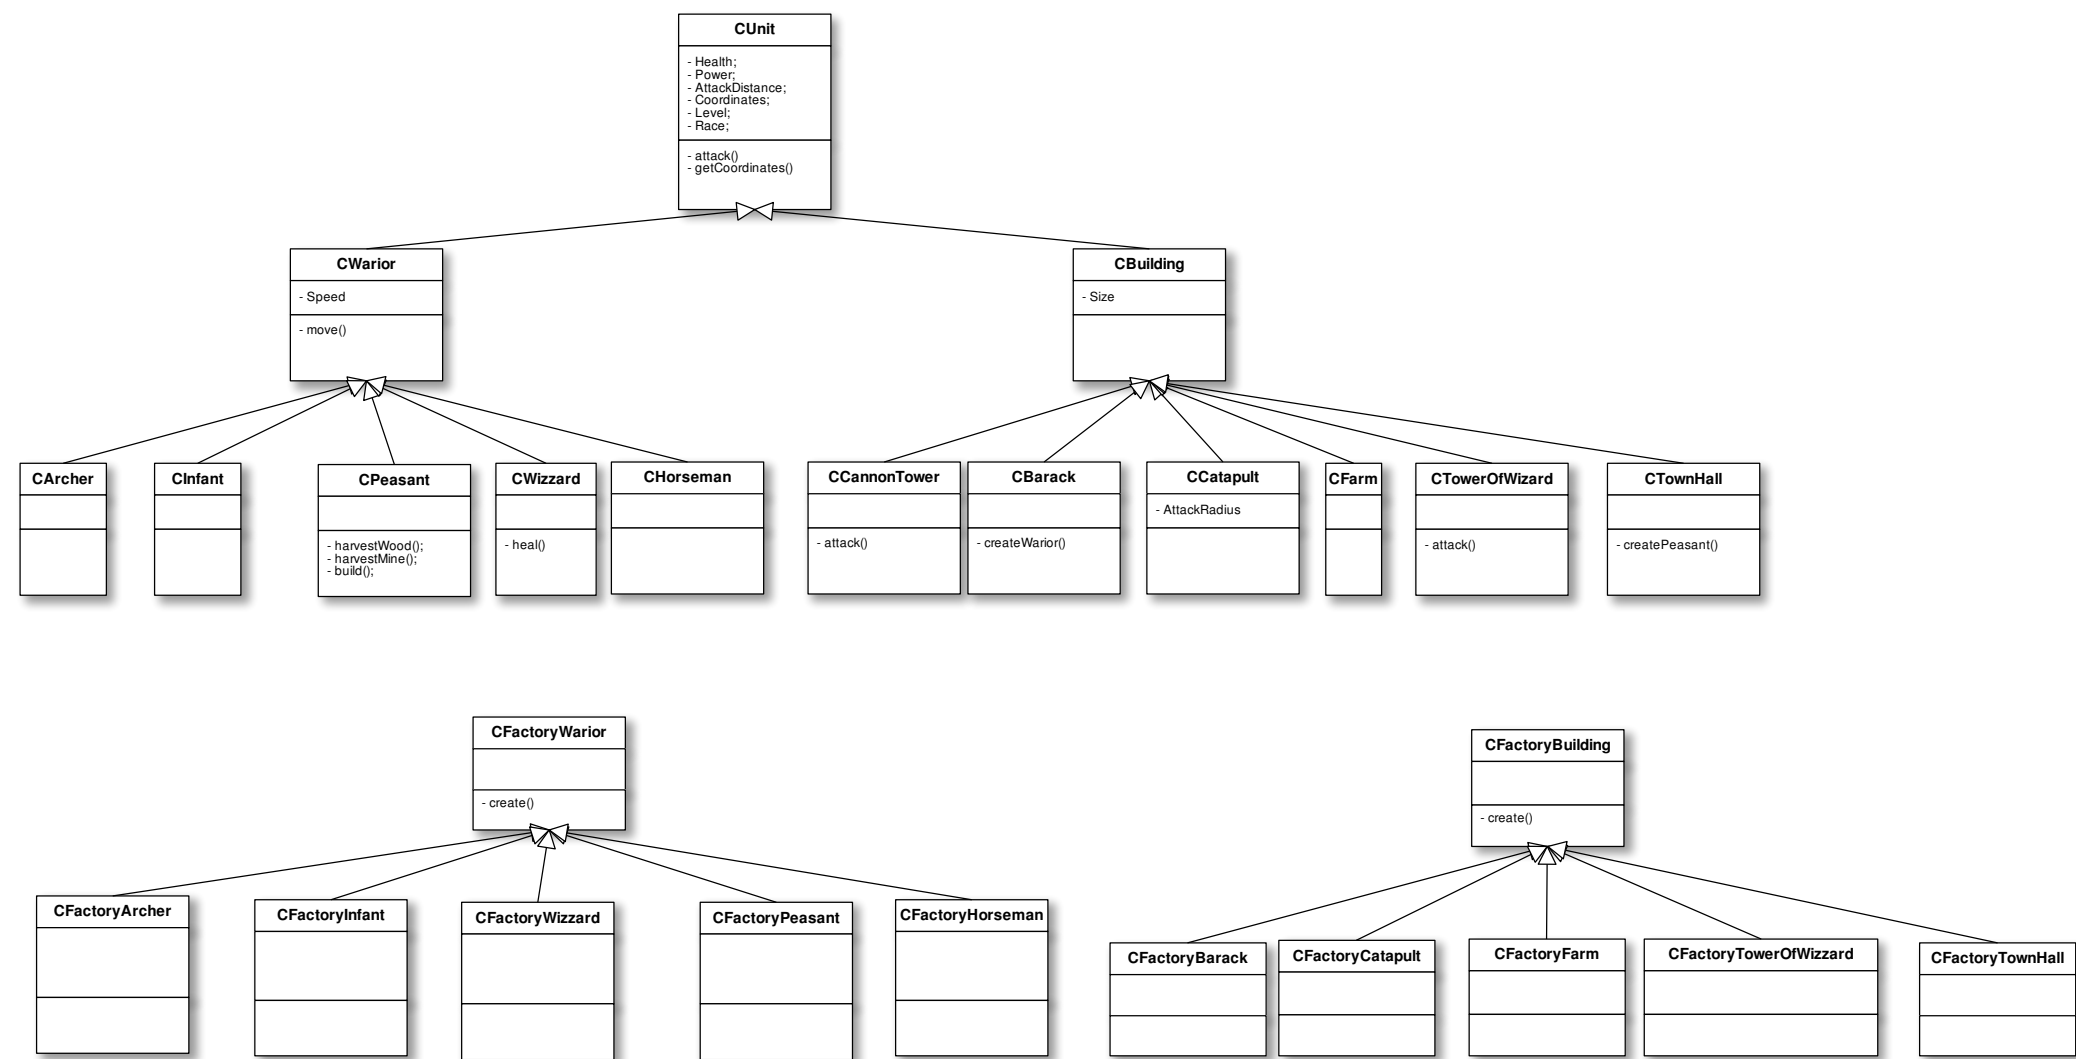 CUnit
- Health;
- Power;
- AttackDistance;
- Coordinates;
- Level;
- Race;
- attack()
- getCoordinates()
CWarior
- Speed
- move()
CBuilding
- Size
CArcher
CInfant
CPeasant
- harvestWood();
- harvestMine();
- build();
CWizzard
- heal()
CHorseman
CCannonTower
- attack()
CBarack
- createWarior()
CCatapult
- AttackRadius
CFarm
CTowerOfWizard
- attack()
CTownHall
- createPeasant()
CFactoryWarior
- create()
CFactoryBuilding
- create()
CFactoryArcher
CFactoryInfant
CFactoryWizzard
CFactoryPeasant
CFactoryHorseman
CFactoryBarack
CFactoryCatapult
CFactoryFarm
CFactoryTowerOfWizzard
CFactoryTownHall